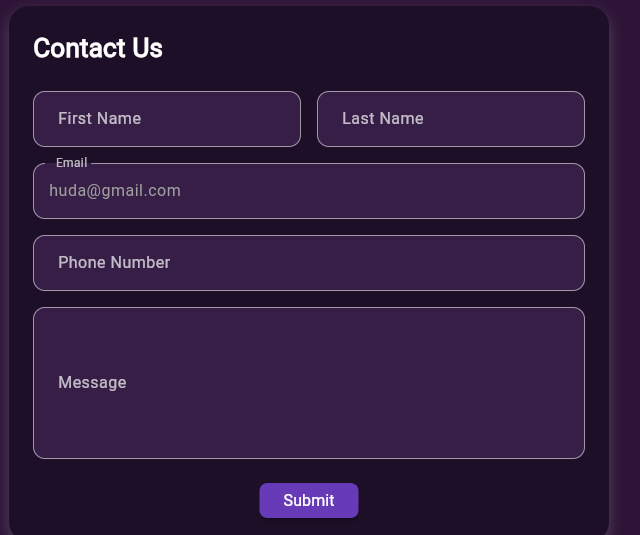 Contact Us
First Name
Last Name
Email
huda@gmail.com
Phone Number
Message
Submit